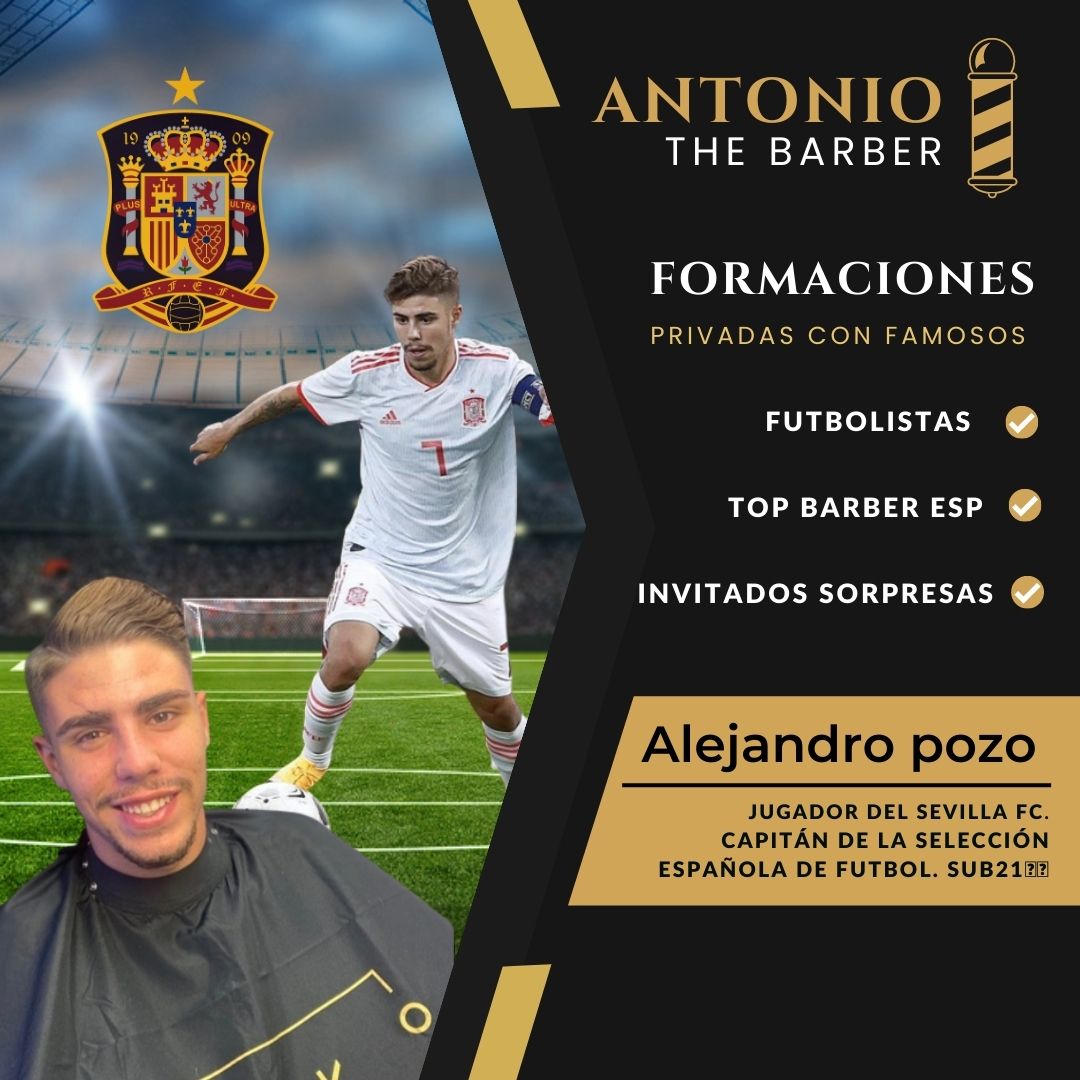 ANTONIO
THE BARBER
FORMACIONES
PRIVADAS CON FAMOSOS
FUTBOLISTAS
TOP BARBER ESP
INVITADOS SORPRESAS
Alejandro pozo
JUGADOR DEL SEVILLA FC.
CAPITÁN DE LA SELECCIÓN
ESPAÑOLA DE FUTBOL. SUB21
19 09
PLUS ULTRA
R·F·E·F·
adidas
7